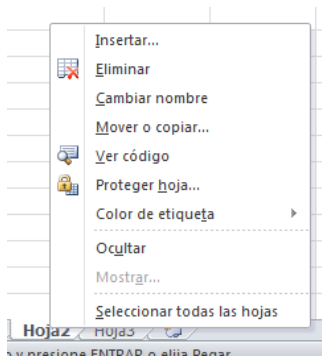 Insertar...
Eliminar
Cambiar nombre
Mover o copiar...
Ver código
Proteger hoja...
Color de etiqueta
Ocultar
Mostrar...
Seleccionar todas las hojas
Hoja2 Hoja3
y presione ENTRAR o elija Pegar